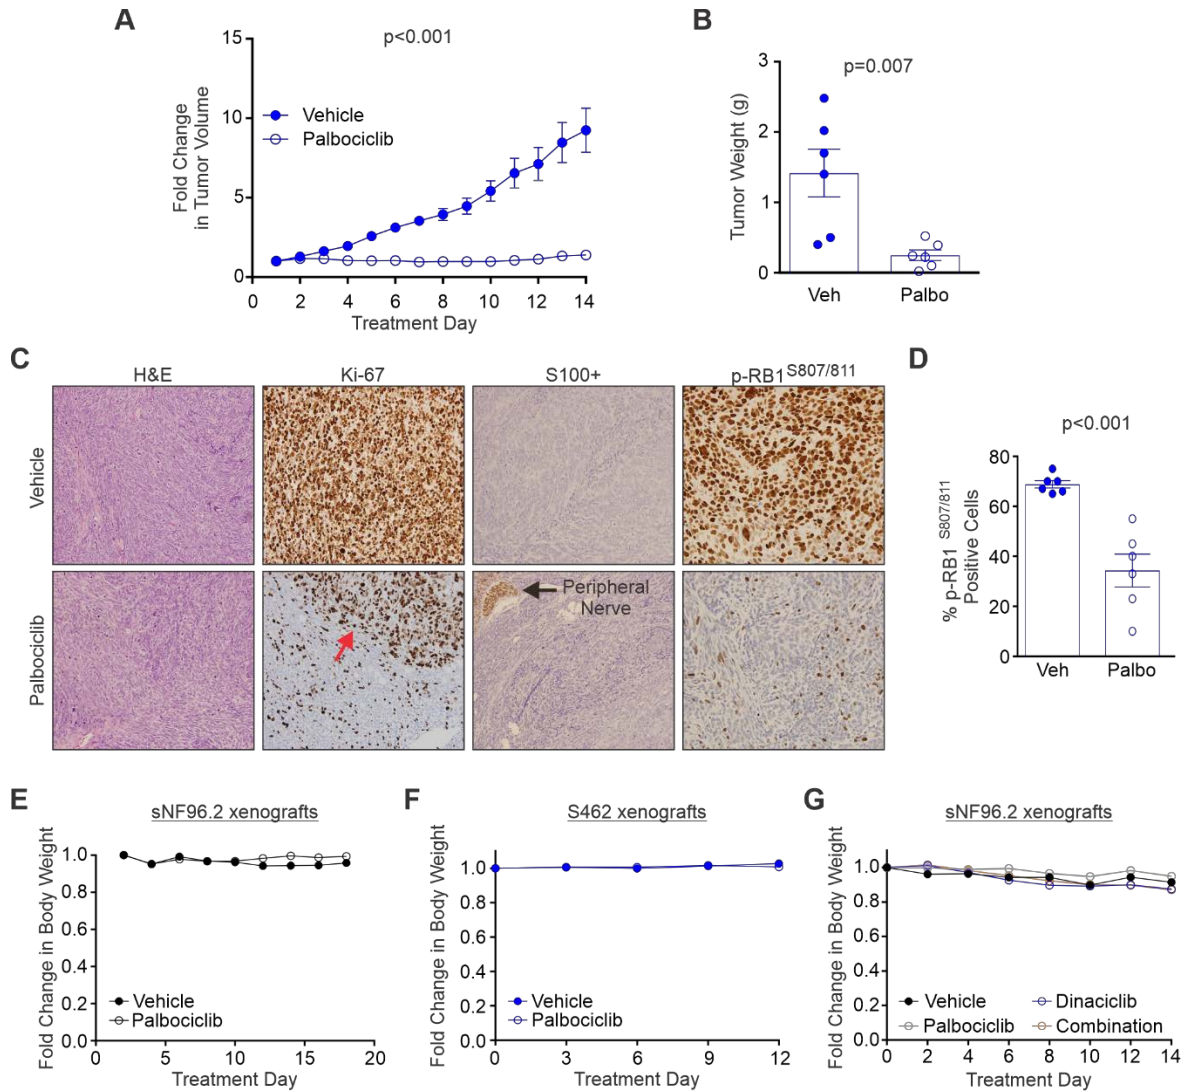 A
p<0.001
15
10
5
0
Fold Change
in Tumor Volume
Vehicle
Palbociclib
0 2 4 6 8 10 12 14
Treatment Day
B
p=0.007
3
2
1
0
Tumor Weight (g)
Veh Palbo
C
H&E Ki-67 S100+ p-RB1 S807/811
Vehicle
Palbociclib
Peripheral
Nerve
D
p<0.001
80
60
40
20
0
% p-RB1 S807/811
Positive Cells
Veh Palbo
E
sNF96.2 xenografts
Fold Change in Body Weight
1.0
0.8
0.6
0.4
0.2
0.0
Vehicle
Palbociclib
0 5 10 15 20
Treatment Day
F
S462 xenografts
Fold Change in Body Weight
1.0
0.8
0.6
0.4
0.2
0.0
Vehicle
Palbociclib
0 3 6 9 12
Treatment Day
G
sNF96.2 xenografts
Fold Change in Body Weight
1.0
0.8
0.6
0.4
0.2
0.0
Vehicle Dinaciclib
Palbociclib Combination
0 2 4 6 8 10 12 14
Treatment Day